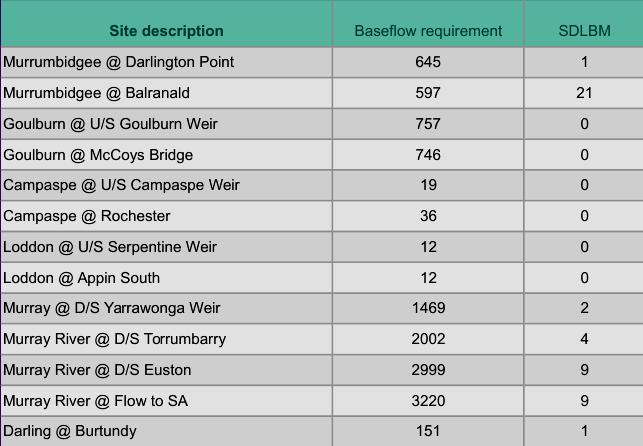 Site description Baseflow requirement SDLBM
Murrumbidgee @ Darlington Point 645 1
Murrumbidgee @ Balranald 597 21
Goulburn @ U/S Goulburn Weir 757 0
Goulburn @ McCoys Bridge 746 0
Campaspe @ U/S Campaspe Weir 19 0
Campaspe @ Rochester 36 0
Loddon @ U/S Serpentine Weir 12 0
Loddon @ Appin South 12 0
Murray @ D/S Yarrawonga Weir 1469 2
Murray River @ D/S Torrumbarry 2002 4
Murray River @ D/S Euston 2999 9
Murray River @ Flow to SA 3220 9
Darling @ Burtundy 151 1